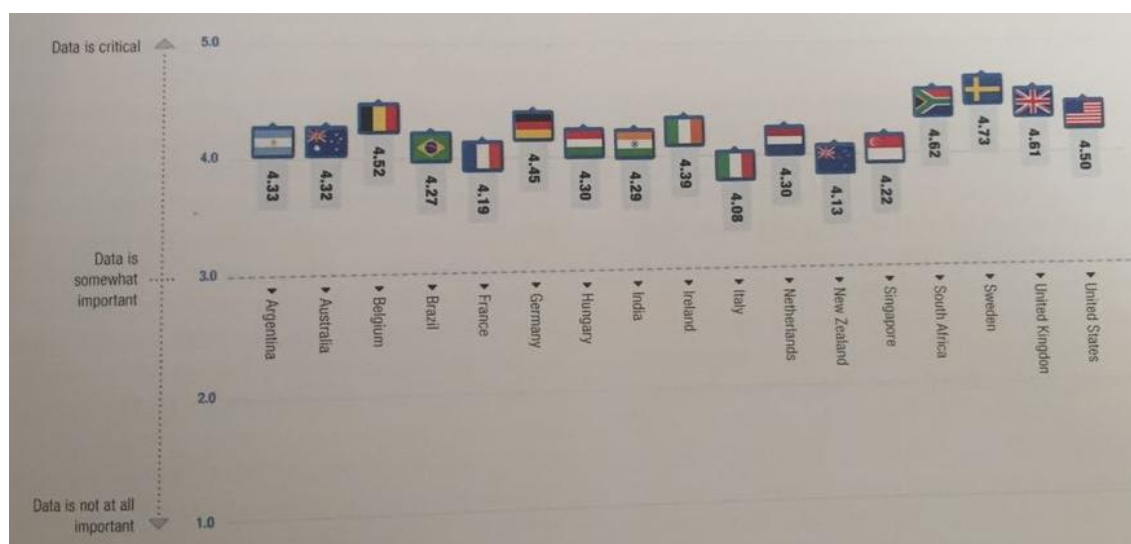 Data is critical
5.0
4.0
Data is
somewhat
important
3.0
2.0
Data is not at all
important
1.0
4.33
4.32
4.52
4.27
4.19
4.45
4.30
4.29
4.39
4.08
4.30
4.13
4.22
4.62
4.73
4.61
4.50
Argentina
Australia
Belgium
Brazil
France
Germany
Hungary
India
Ireland
Italy
Netherlands
New Zealand
Singapore
South Africa
Sweden
United Kingdon
United States